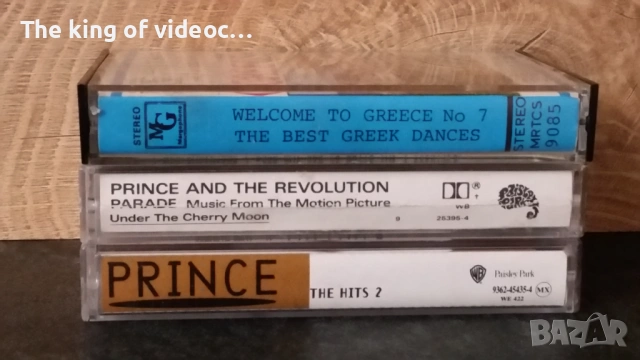 The king of videoc...
STEREO
MG
WELCOME TO GREECE No 7
THE BEST GREEK DANCES
STEREO
MRTCS
9085
PRINCE AND THE REVOLUTION
PARADE Music From The Motion Picture
Under The Cherry Moon
9 25395-4
PRINCE
THE HITS 2
WB Paisley Park
9362-45435-4 MX
WE 422
BAZAR